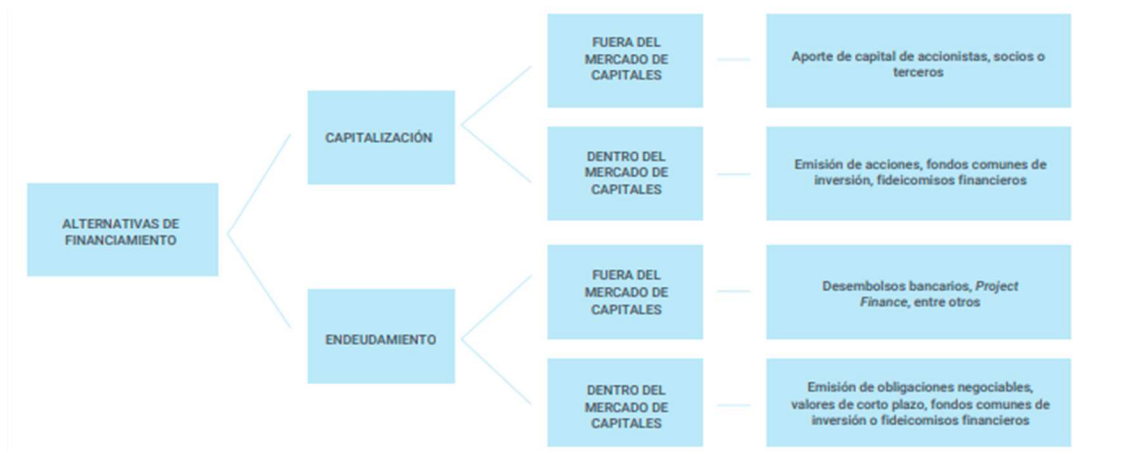 ALTERNATIVAS DE
FINANCIAMIENTO
CAPITALIZACIÓN
FUERA DEL
MERCADO DE
CAPITALES
Aporte de capital de accionistas, socios o
terceros
DENTRO DEL
MERCADO DE
CAPITALES
Emisión de acciones, fondos comunes de
inversión, fideicomisos financieros
ENDEUDAMIENTO
FUERA DEL
MERCADO DE
CAPITALES
Desembolsos bancarios, Project
Finance, entre otros
DENTRO DEL
MERCADO DE
CAPITALES
Emisión de obligaciones negociables,
valores de corto plazo, fondos comunes de
inversión o fideicomisos financieros